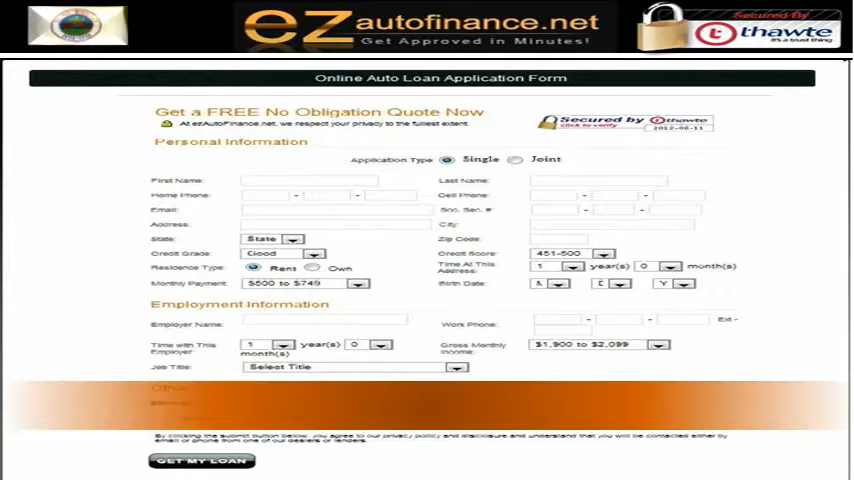 ezautofinance.net
Get Approved in Minutes!
Secured By
thawte
it's a trust thing
Online Auto Loan Application Form
Get a FREE No Obligation Quote Now
At ezAutoFinance.net, we respect your privacy to the fullest extent.
Secured by thawte
click to verify
2012-06-11
Personal Information
Application Type Single Joint
First Name: Last Name:
Home Phone: - - Cell Phone: - -
Email: Soc. Sec. # - -
Address: City:
State: State Zip Code:
Credit Grade: Good Credit Score: 451-500
Residence Type: Rent Own Time At This Address: 1 year(s) 0 month(s)
Monthly Payment: $500 to $749 Birth Date: M D Y
Employment Information
Employer Name: Work Phone: - - Ext -
Time with This Employer 1 year(s) 0 month(s) Gross Monthly Income: $1,900 to $2,099
Job Title: Select Title
Other
By clicking the submit button below, you agree to our privacy policy and disclosure and understand that you will be contacted either by
email or phone from one of our dealers or lenders.
GET MY LOAN